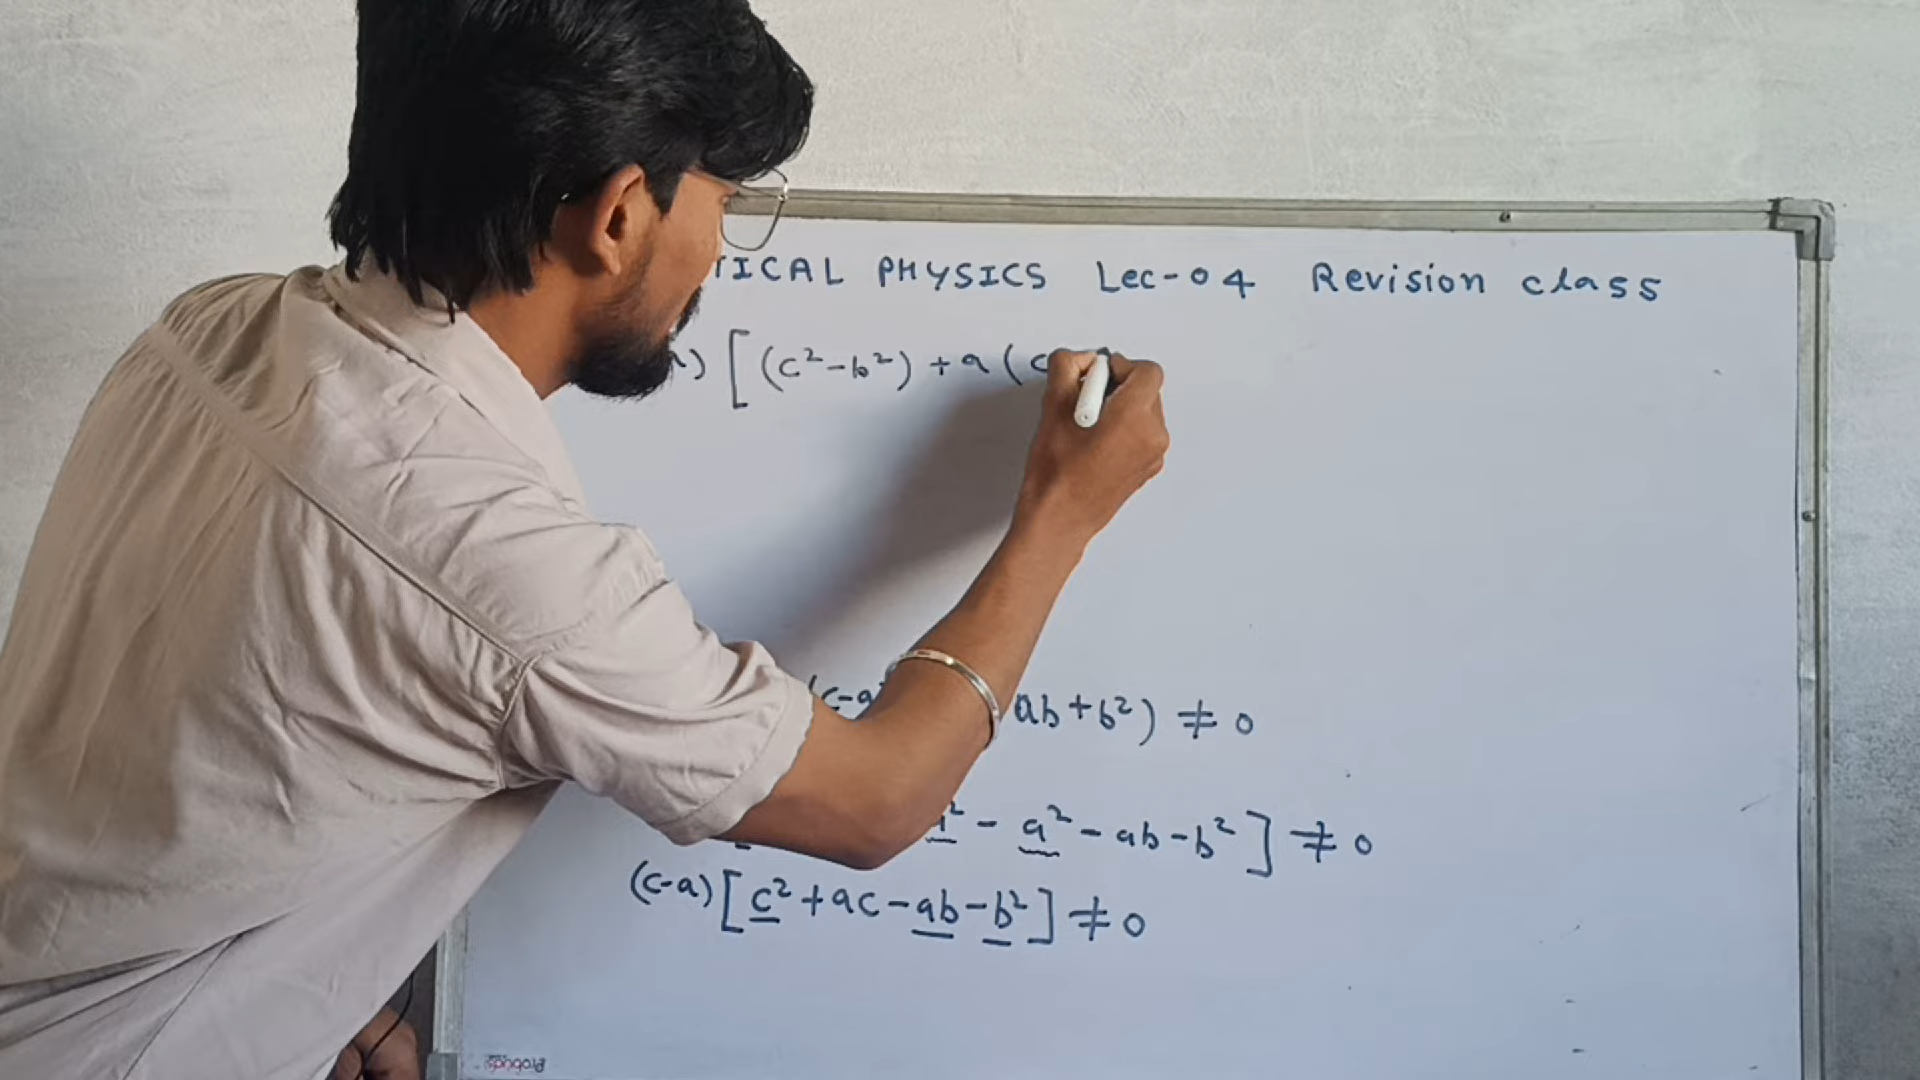 TICAL PHYSICS Lec-04 Revision class
) [(c²-b²) + a (c
(c-a ab+b²) ≠ 0
a² - a² - ab - b² ] ≠ 0
(c-a) [c² + ac - ab - b²] ≠ 0